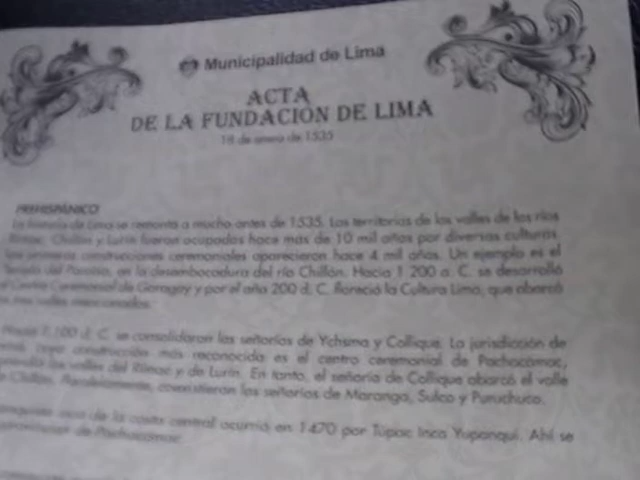 Municipalidad de Lima
ACTA
DE LA FUNDACIÓN DE LIMA
18 de enero de 1535
PREHISPÁNICO
La historia de Lima se remonta a mucho antes de 1535. Los territorios de los valles de los ríos
Rímac, Chillón y Lurín fueron ocupados hace más de 10 mil años por diversas culturas.
Las primeras construcciones ceremoniales aparecieron hace 4 mil años. Un ejemplo es el
Templo del Paraíso, en la desembocadura del río Chillón. Hacia 1 200 a. C. se desarrolló
el Centro Ceremonial de Garagay y por el año 200 d. C. floreció la Cultura Lima, que abarcó
los tres valles mencionados.
Hacia 1,100 d. C. se consolidaron los señoríos de Ychsma y Collique. La jurisdicción de
cuya construcción más reconocida es el centro ceremonial de Pachacámac,
los valles del Rímac y de Lurín. En tanto, el señorío de Collique abarcó el valle
Chillón. Paralelamente, coexistieron los señoríos de Maranga, Sulco y Puruchuco.
inca de la costa central ocurrió en 1470 por Túpac Inca Yupanqui. Ahí se
de Pachacámac